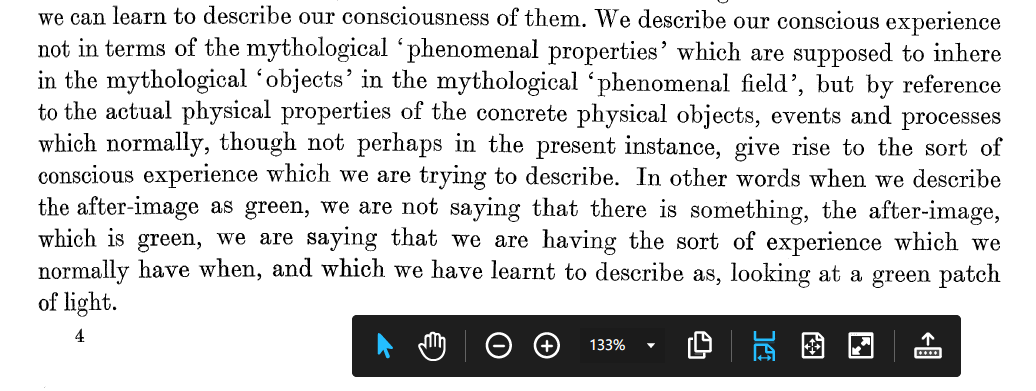 we can learn to describe our consciousness of them. We describe our conscious experience
not in terms of the mythological ‘phenomenal properties’ which are supposed to inhere
in the mythological ‘objects’ in the mythological ‘phenomenal field’, but by reference
to the actual physical properties of the concrete physical objects, events and processes
which normally, though not perhaps in the present instance, give rise to the sort of
conscious experience which we are trying to describe. In other words when we describe
the after-image as green, we are not saying that there is something, the after-image,
which is green, we are saying that we are having the sort of experience which we
normally have when, and which we have learnt to describe as, looking at a green patch
of light.
4
133%